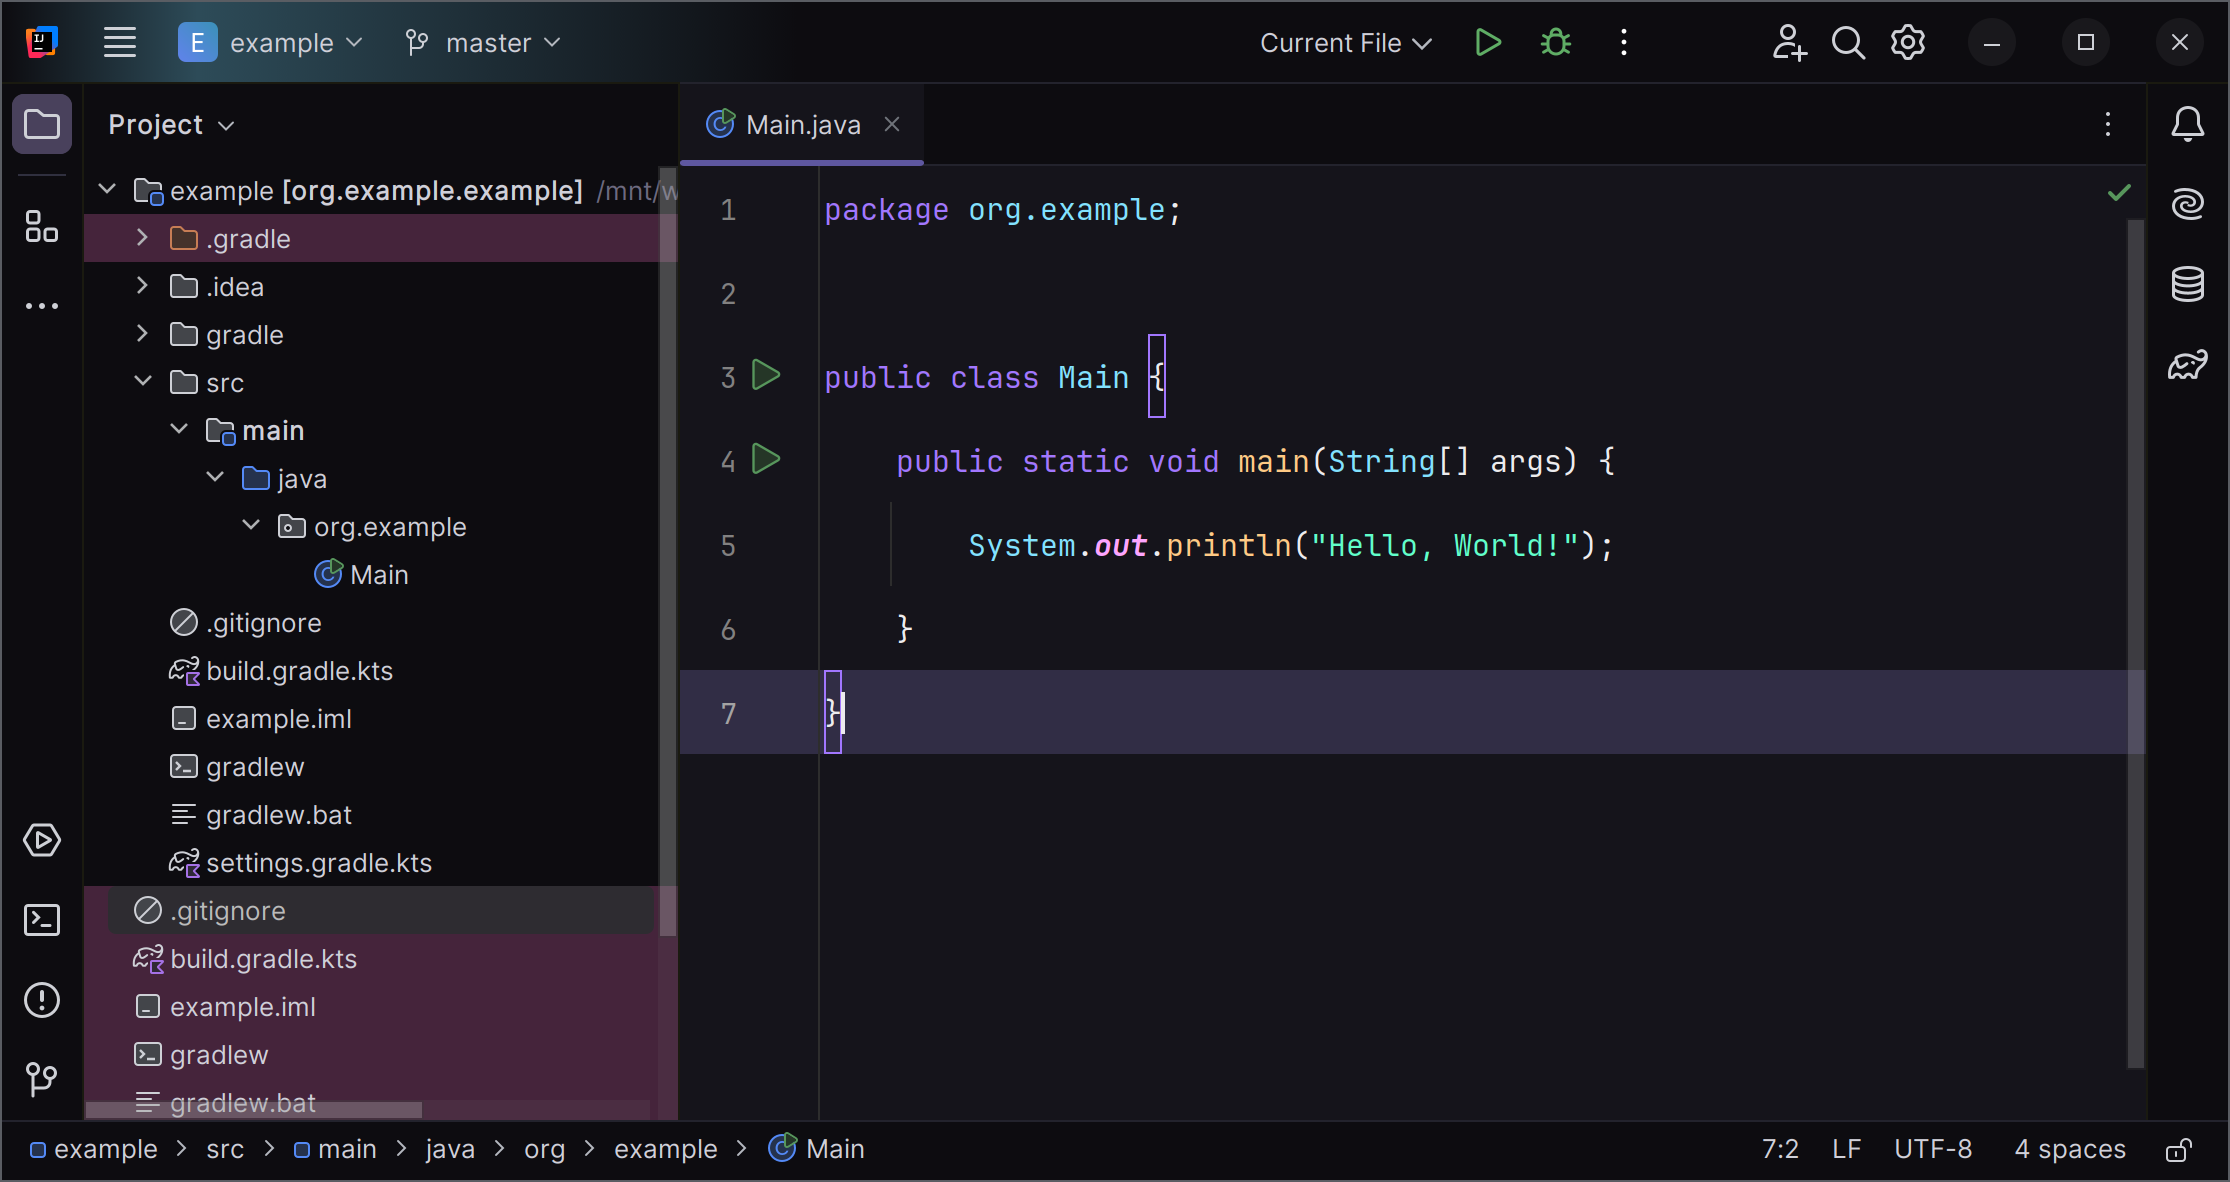 E example master Current File
Project
Main.java
example [org.example.example] /mnt/w
.gradle
.idea
gradle
src
main
java
org.example
Main
.gitignore
build.gradle.kts
example.iml
gradlew
gradlew.bat
settings.gradle.kts
.gitignore
build.gradle.kts
example.iml
gradlew
gradlew.bat
1 package org.example;
2
3 public class Main {
4 public static void main(String[] args) {
5 System.out.println("Hello, World!");
6 }
7 }
example > src > main > java > org > example > Main 7:2 LF UTF-8 4 spaces